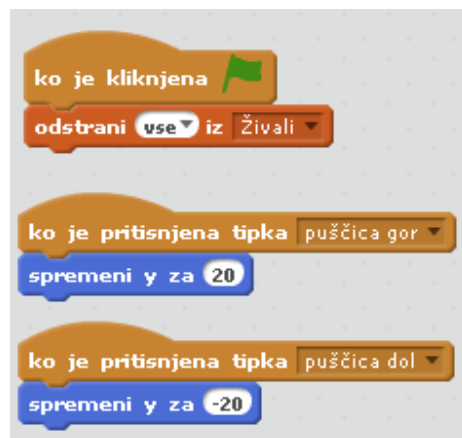 ko je kliknjena
odstrani vse iz Živali
ko je pritisnjena tipka puščica gor
spremeni y za 20
ko je pritisnjena tipka puščica dol
spremeni y za -20